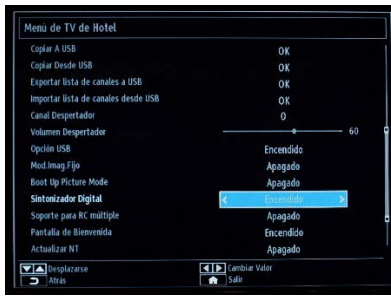 Menú de TV de Hotel
Copiar A USB OK
Copiar Desde USB OK
Exportar lista de canales a USB OK
Importar lista de canales desde USB OK
Canal Despertador 0
Volumen Despertador 60
Opción USB Encendido
Mod.Imag.Fijo Apagado
Boot Up Picture Mode Apagado
Sintonizador Digital Encendido
Soporte para RC múltiple Apagado
Pantalla de Bienvenida Encendido
Actualizar NT Apagado
Desplazarse Cambiar Valor
Atrás Salir